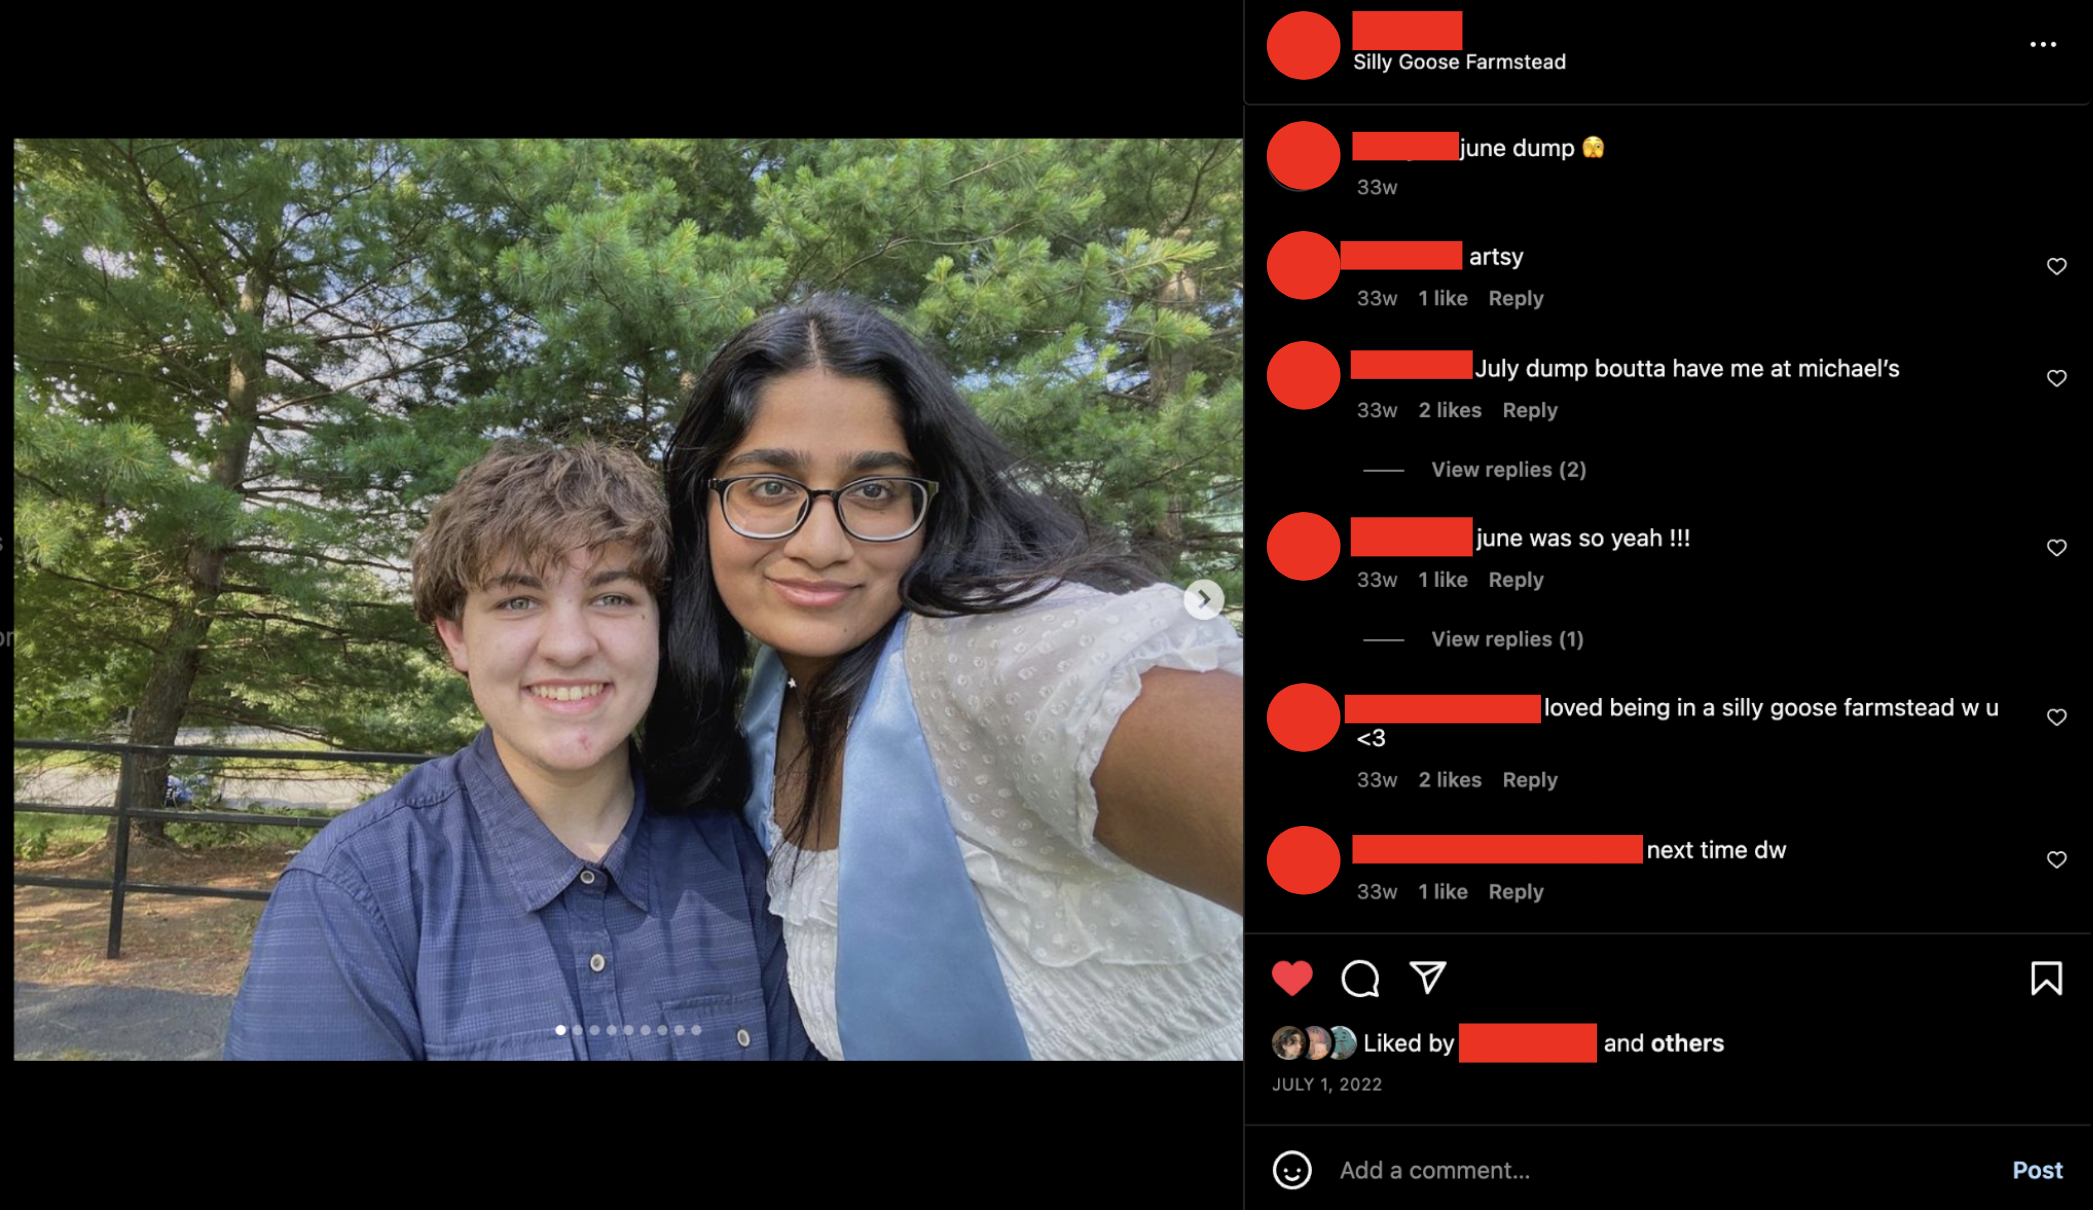 Silly Goose Farmstead
june dump 🫣
33w
artsy
33w 1 like Reply
July dump boutta have me at michael's
33w 2 likes Reply
View replies (2)
june was so yeah !!!
33w 1 like Reply
View replies (1)
loved being in a silly goose farmstead w u
<3
33w 2 likes Reply
next time dw
33w 1 like Reply
Liked by and others
JULY 1, 2022
Add a comment...
Post